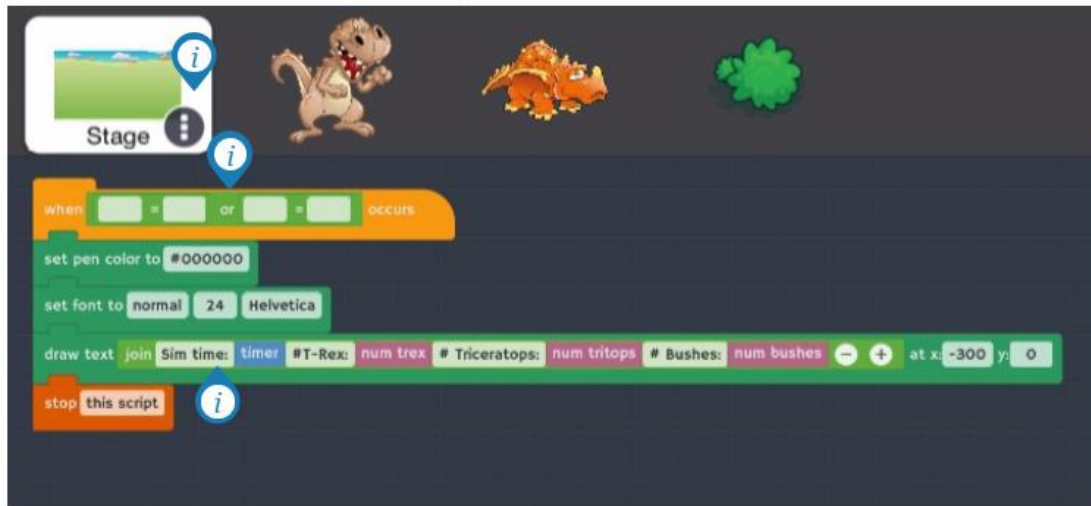 i
Stage
i
when = or = occurs
set pen color to #000000
set font to normal 24 Helvetica
draw text join Sim time: timer #T-Rex: num trex # Triceratops: num tritops # Bushes: num bushes − + at x: -300 y: 0
stop this script
i